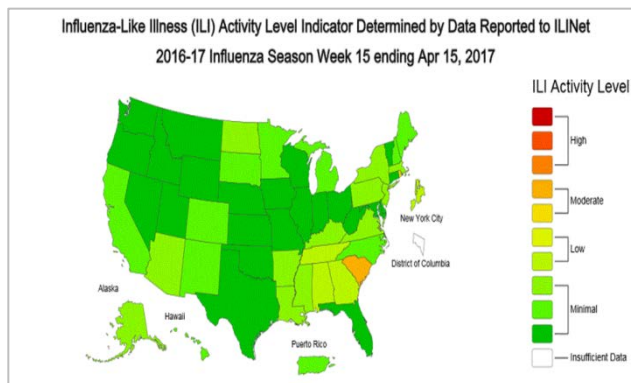 Influenza-Like Illness (ILI) Activity Level Indicator Determined by Data Reported to ILINet
2016-17 Influenza Season Week 15 ending Apr 15, 2017
ILI Activity Level
High
Moderate
New York City
Low
District of Columbia
Alaska
Minimal
Hawaii
Puerto Rico
Insufficient Data